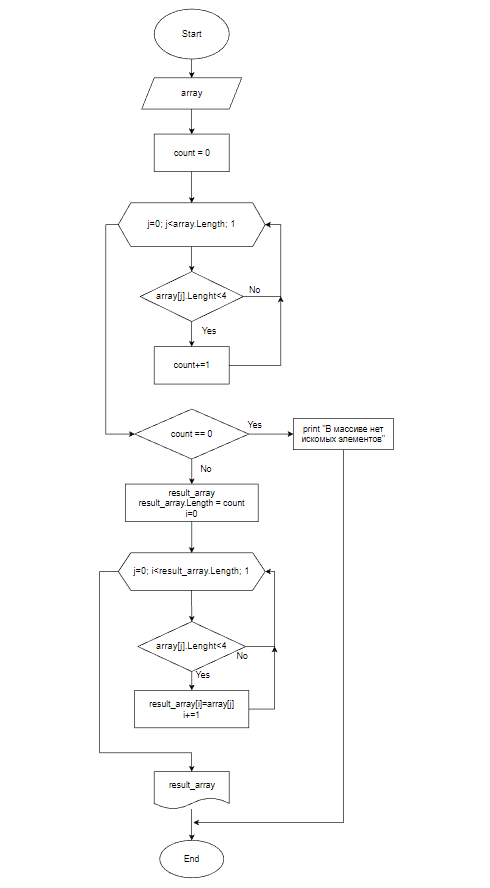 Start
array
count = 0
j=0; j<array.Length; 1
array[j].Lenght<4
No
Yes
count+=1
count == 0
Yes
print "В массиве нет
искомых элементов"
No
result_array
result_array.Length = count
i=0
j=0; i<result_array.Length; 1
array[j].Lenght<4
No
Yes
result_array[i]=array[j]
i+=1
result_array
End